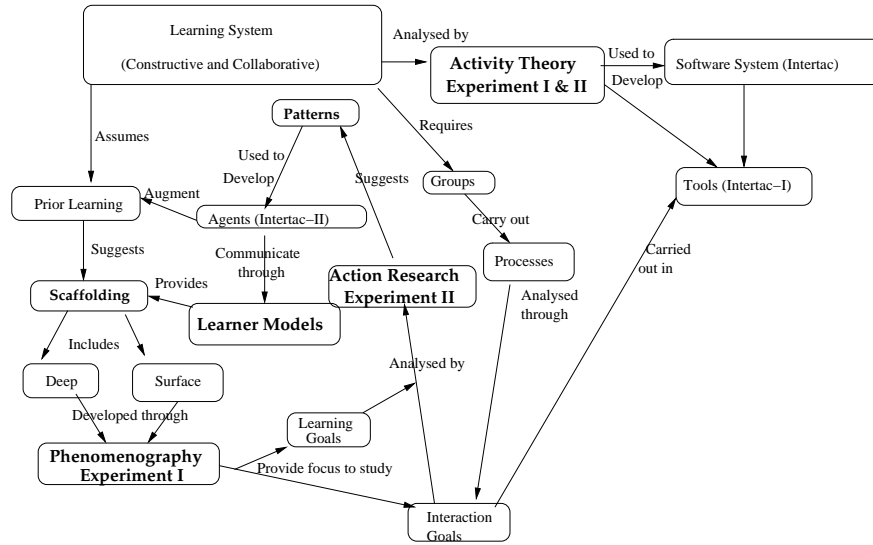 Learning System
(Constructive and Collaborative)
Analysed by
Activity Theory
Experiment I & II
Used to
Develop
Software System (Intertac)
Patterns
Assumes
Requires
Used to
Develop
Suggests
Groups
Tools (Intertac−I)
Prior Learning
Augment
Agents (Intertac−II)
Carry out
Suggests
Communicate
through
Action Research
Experiment II
Processes
Carried
out in
Scaffolding
Provides
Learner Models
Analysed
through
Includes
Analysed by
Deep
Surface
Developed through
Learning
Goals
Phenomenography
Experiment I
Provide focus to study
Interaction
Goals